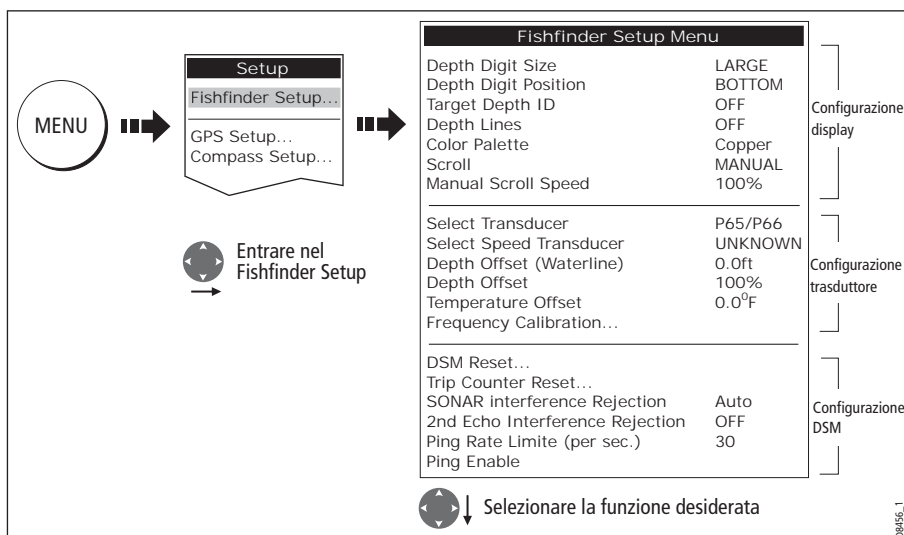 MENU
Setup
Fishfinder Setup...
GPS Setup...
Compass Setup...
Entrare nel
Fishfinder Setup
Fishfinder Setup Menu
Depth Digit Size LARGE
Depth Digit Position BOTTOM
Target Depth ID OFF
Depth Lines OFF
Color Palette Copper
Scroll MANUAL
Manual Scroll Speed 100%
Configurazione
display
Select Transducer P65/P66
Select Speed Transducer UNKNOWN
Depth Offset (Waterline) 0.0ft
Depth Offset 100%
Temperature Offset 0.0⁰F
Frequency Calibration...
Configurazione
trasduttore
DSM Reset...
Trip Counter Reset...
SONAR interference Rejection Auto
2nd Echo Interference Rejection OFF
Ping Rate Limite (per sec.) 30
Ping Enable
Configurazione
DSM
Selezionare la funzione desiderata